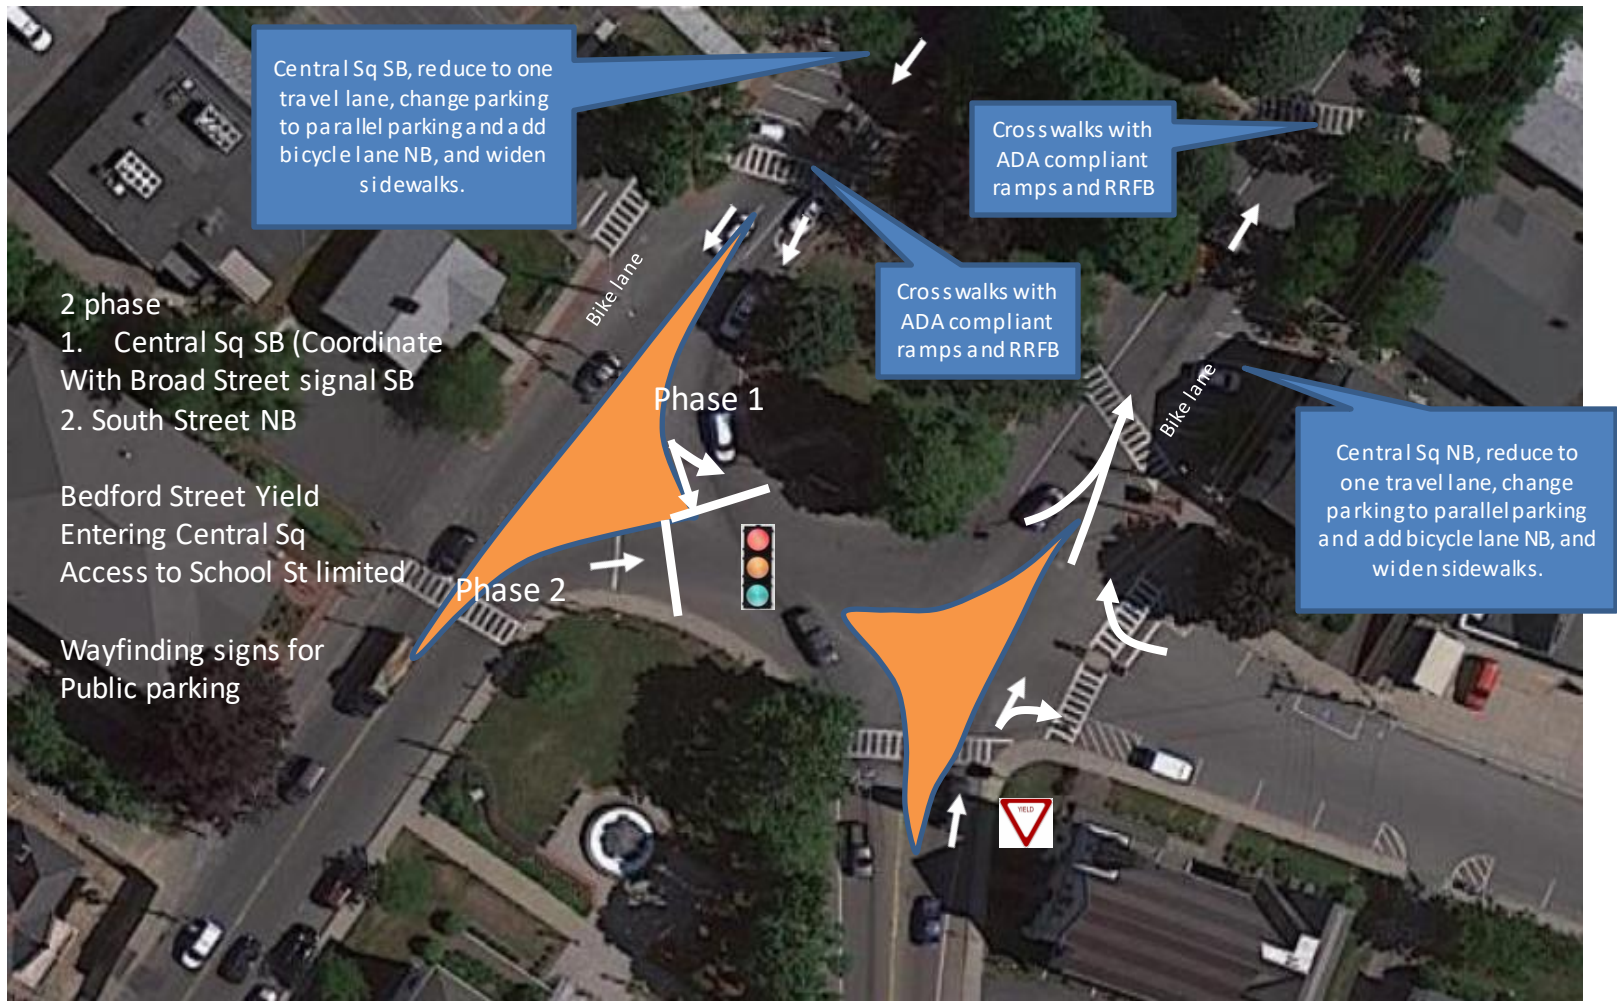 Central Sq SB, reduce to one
travel lane, change parking
to parallel parking and add
bicycle lane NB, and widen
sidewalks.
Crosswalks with
ADA compliant
ramps and RRFB
Crosswalks with
ADA compliant
ramps and RRFB
Bike lane
2 phase
1. Central Sq SB (Coordinate
With Broad Street signal SB
2. South Street NB
Bedford Street Yield
Entering Central Sq
Access to School St limited
Wayfinding signs for
Public parking
Phase 1
Phase 2
Bike lane
Central Sq NB, reduce to
one travel lane, change
parking to parallel parking
and add bicycle lane NB, and
widen sidewalks.
YIELD